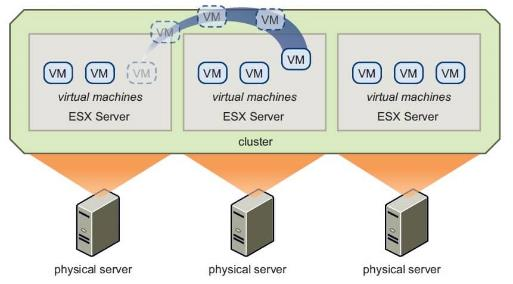 VM VM VM
VM VM VM VM VM VM VM VM VM
virtual machines virtual machines virtual machines
ESX Server ESX Server ESX Server
cluster
physical server physical server physical server